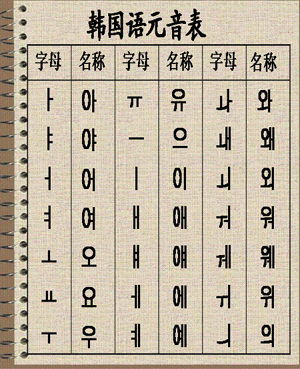 韩国语元音表
字母 名称 字母 名称 字母 名称
ㅏ 아 ㅠ 유 ㅘ 와
ㅑ 야 ㅡ 으 ㅙ 왜
ㅓ 어 ㅣ 이 ㅚ 외
ㅕ 여 ㅐ 애 ㅝ 워
ㅗ 오 ㅒ 얘 ㅞ 웨
ㅛ 요 ㅔ 에 ㅟ 위
ㅜ 우 ㅖ 예 ㅢ 의